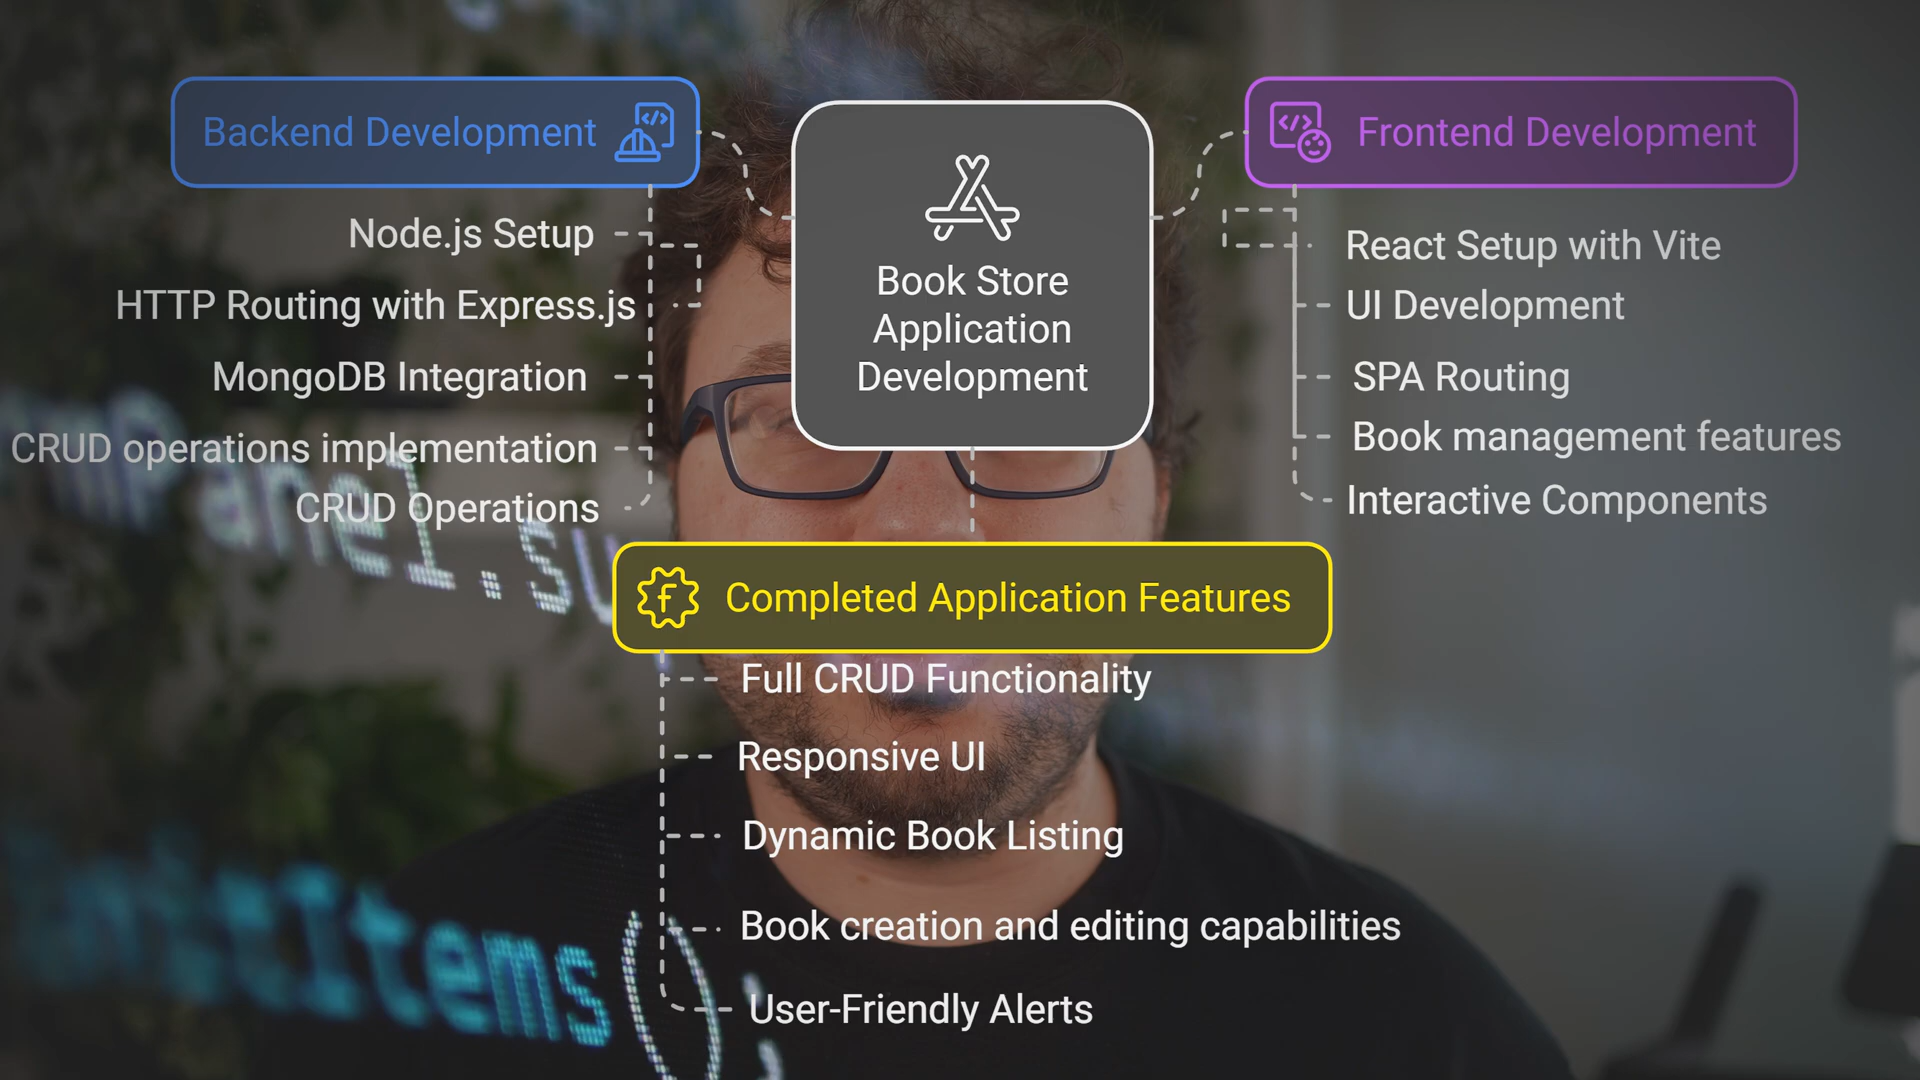 Backend Development
Node.js Setup
HTTP Routing with Express.js
MongoDB Integration
CRUD operations implementation
CRUD Operations
Book Store
Application
Development
Frontend Development
React Setup with Vite
UI Development
SPA Routing
Book management features
Interactive Components
Completed Application Features
Full CRUD Functionality
Responsive UI
Dynamic Book Listing
Book creation and editing capabilities
User-Friendly Alerts